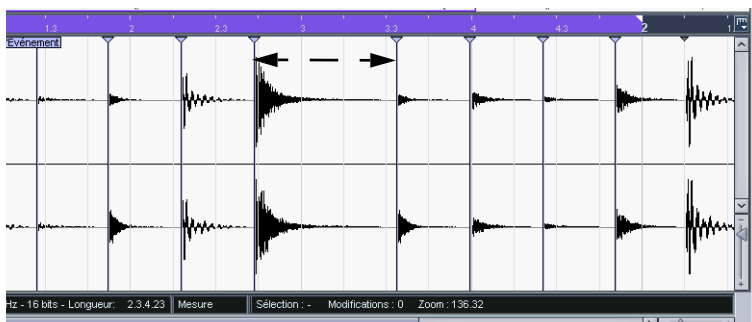 1.3 2 2.3 3 3.3 4 4.3 2
Evénement
Hz - 16 bits - Longueur: 2.3.4.23 Mesure Sélection : - Modifications : 0 Zoom : 136.32